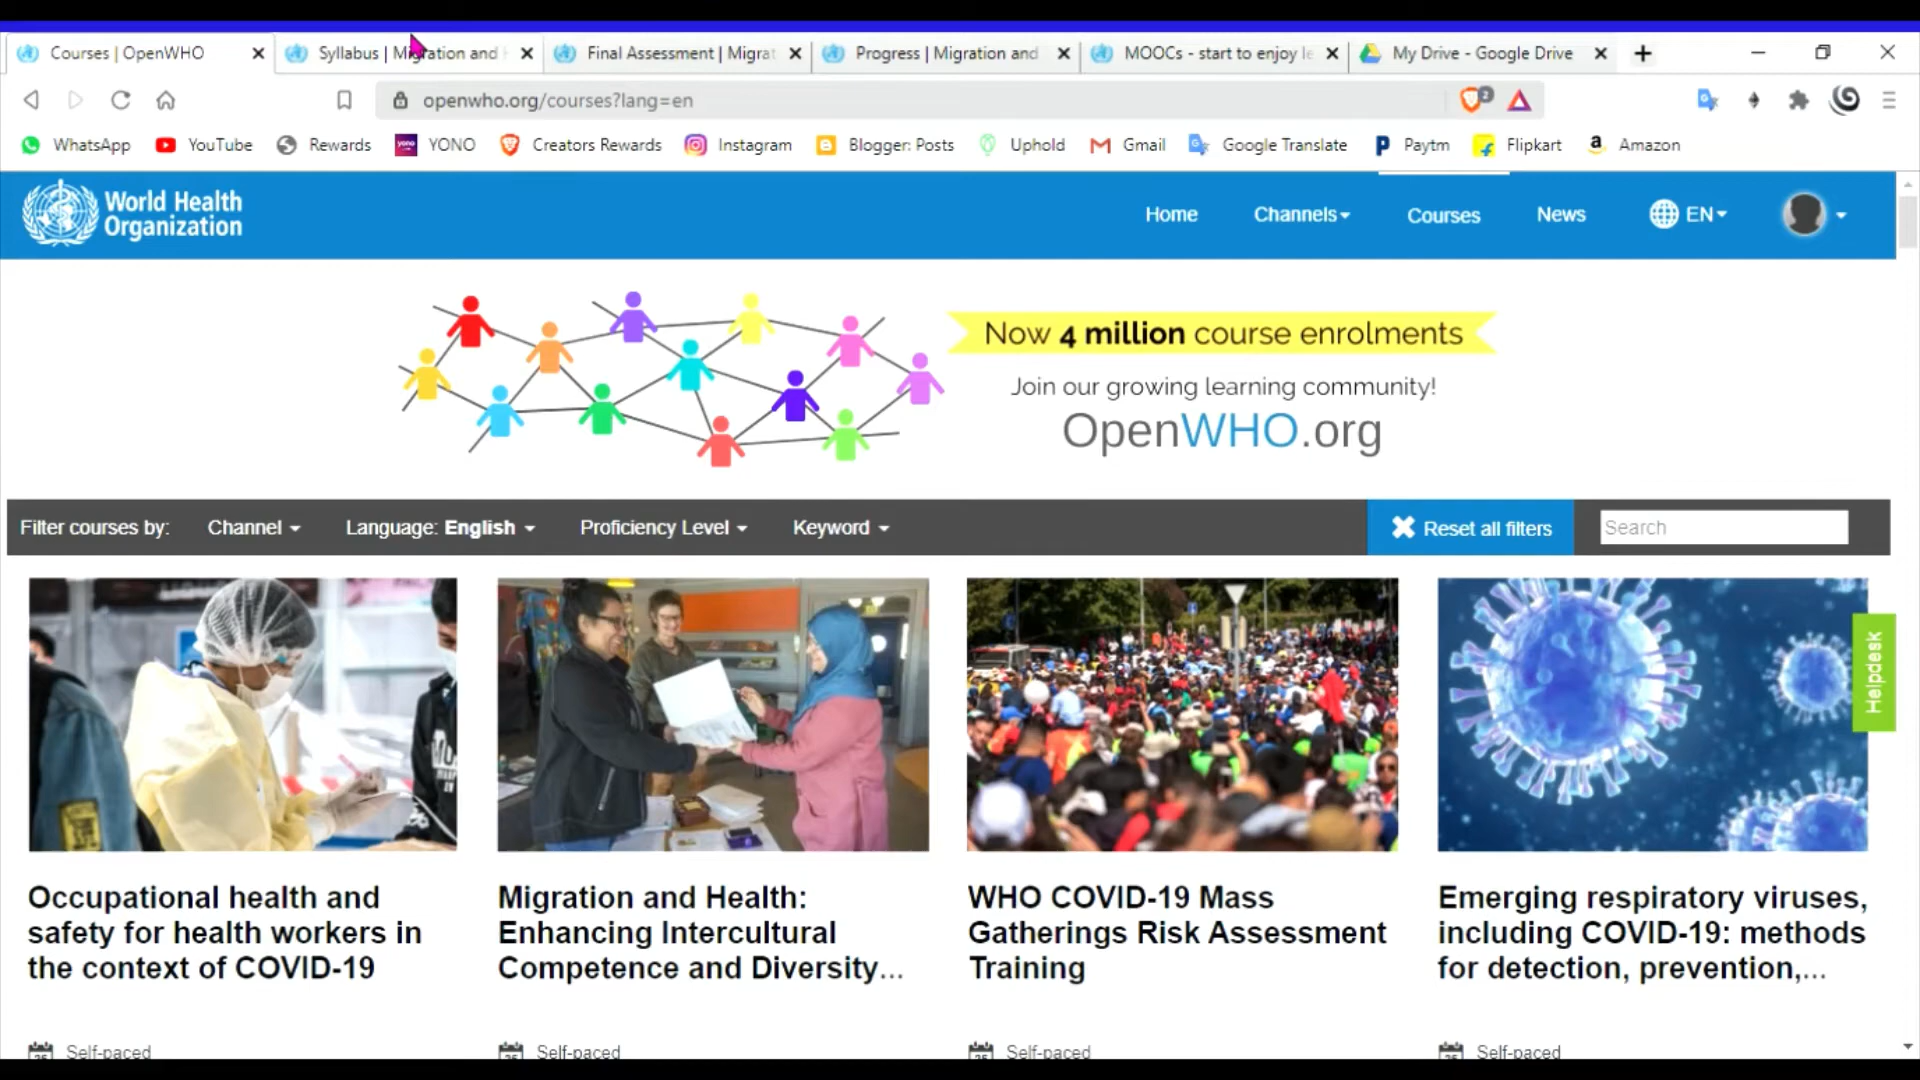 Courses | OpenWHO
Syllabus | Migration and
Final Assessment | Migrat
Progress | Migration and
MOOCs - start to enjoy le
My Drive - Google Drive
openwho.org/courses?lang=en
2
WhatsApp YouTube Rewards YONO Creators Rewards Instagram Blogger: Posts Uphold Gmail Google Translate Paytm Flipkart Amazon
World Health
Organization
Home Channels Courses News EN
Now 4 million course enrolments
Join our growing learning community!
OpenWHO.org
Filter courses by: Channel Language: English Proficiency Level Keyword Reset all filters Search
Helpdesk
Occupational health and
safety for health workers in
the context of COVID-19
Migration and Health:
Enhancing Intercultural
Competence and Diversity...
WHO COVID-19 Mass
Gatherings Risk Assessment
Training
Emerging respiratory viruses,
including COVID-19: methods
for detection, prevention,...
Self-paced Self-paced Self-paced Self-paced